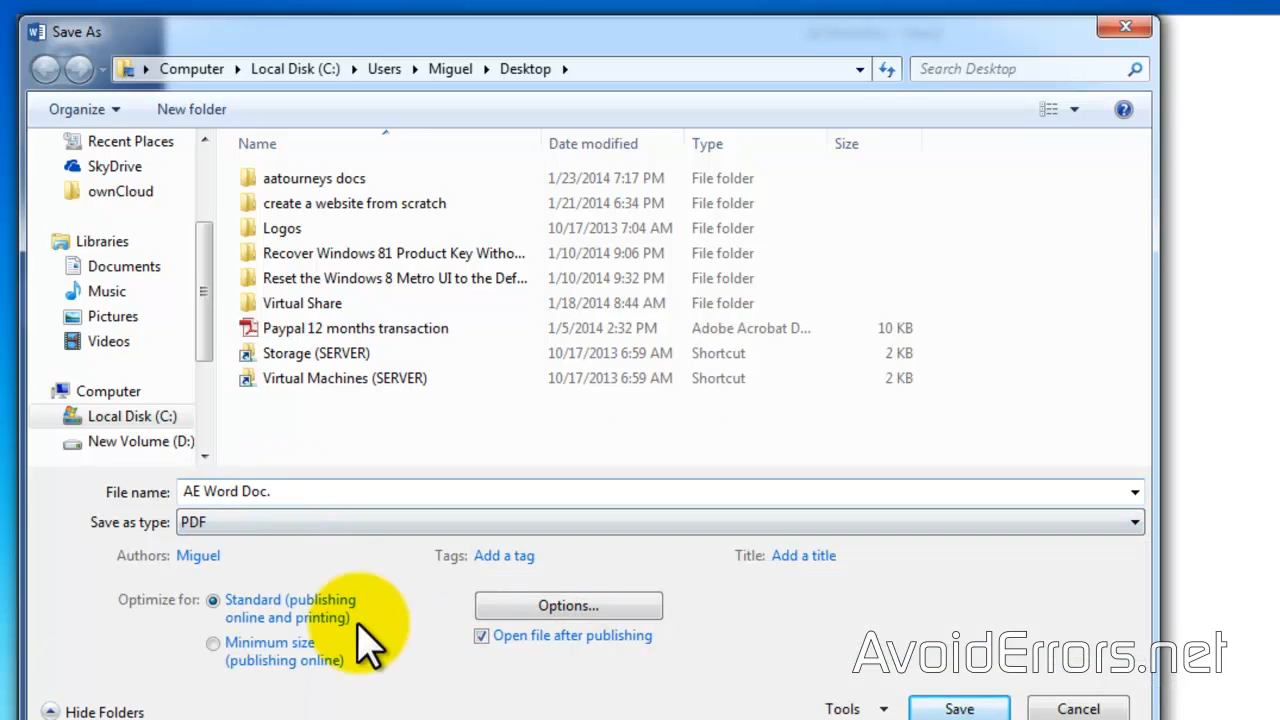 Save As
Computer Local Disk (C:) Users Miguel Desktop Search Desktop
Organize New folder
Recent Places
SkyDrive
ownCloud
Libraries
Documents
Music
Pictures
Videos
Computer
Local Disk (C:)
New Volume (D:)
Name Date modified Type Size
aatourneys docs 1/23/2014 7:17 PM File folder
create a website from scratch 1/21/2014 6:34 PM File folder
Logos 10/17/2013 7:04 AM File folder
Recover Windows 81 Product Key Witho... 1/10/2014 9:06 PM File folder
Reset the Windows 8 Metro UI to the Def... 1/10/2014 9:32 PM File folder
Virtual Share 1/18/2014 8:44 AM File folder
Paypal 12 months transaction 1/5/2014 2:32 PM Adobe Acrobat D... 10 KB
Storage (SERVER) 10/17/2013 6:59 AM Shortcut 2 KB
Virtual Machines (SERVER) 10/17/2013 6:59 AM Shortcut 2 KB
File name: AE Word Doc.
Save as type: PDF
Authors: Miguel Tags: Add a tag Title: Add a title
Optimize for: Standard (publishing
online and printing)
Minimum size
(publishing online)
Options...
Open file after publishing
AvoidErrors.net
Hide Folders Tools Save Cancel